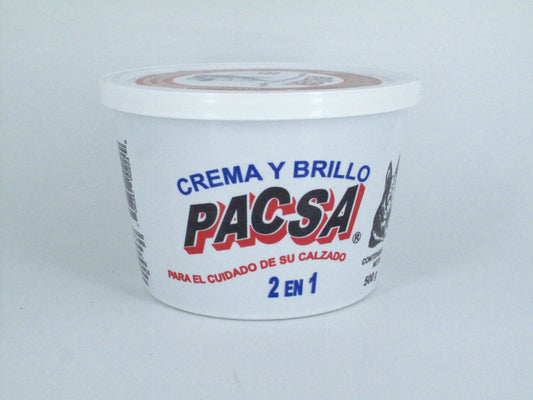 CREMA Y BRILLO
PACSA®
PARA EL CUIDADO DE SU CALZADO
2 EN 1
500 g